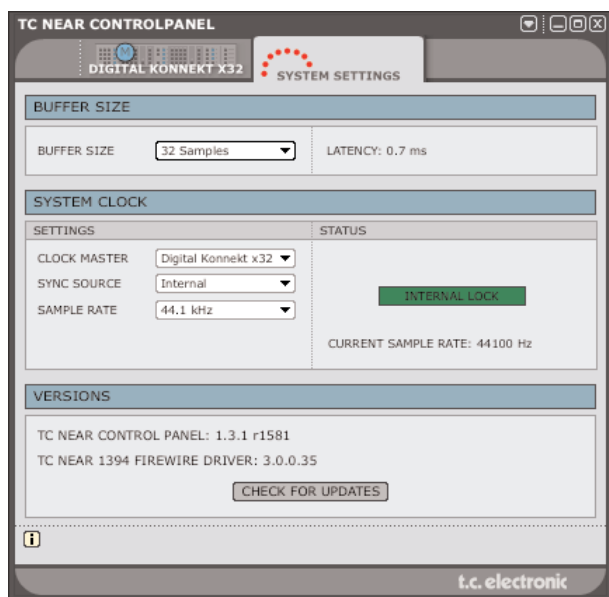 TC NEAR CONTROLPANEL
M
DIGITAL KONNEKT X32
SYSTEM SETTINGS
BUFFER SIZE
BUFFER SIZE 32 Samples LATENCY: 0.7 ms
SYSTEM CLOCK
SETTINGS STATUS
CLOCK MASTER Digital Konnekt x32
SYNC SOURCE Internal
INTERNAL LOCK
SAMPLE RATE 44.1 kHz
CURRENT SAMPLE RATE: 44100 Hz
VERSIONS
TC NEAR CONTROL PANEL: 1.3.1 r1581
TC NEAR 1394 FIREWIRE DRIVER: 3.0.0.35
CHECK FOR UPDATES
i
t.c. electronic